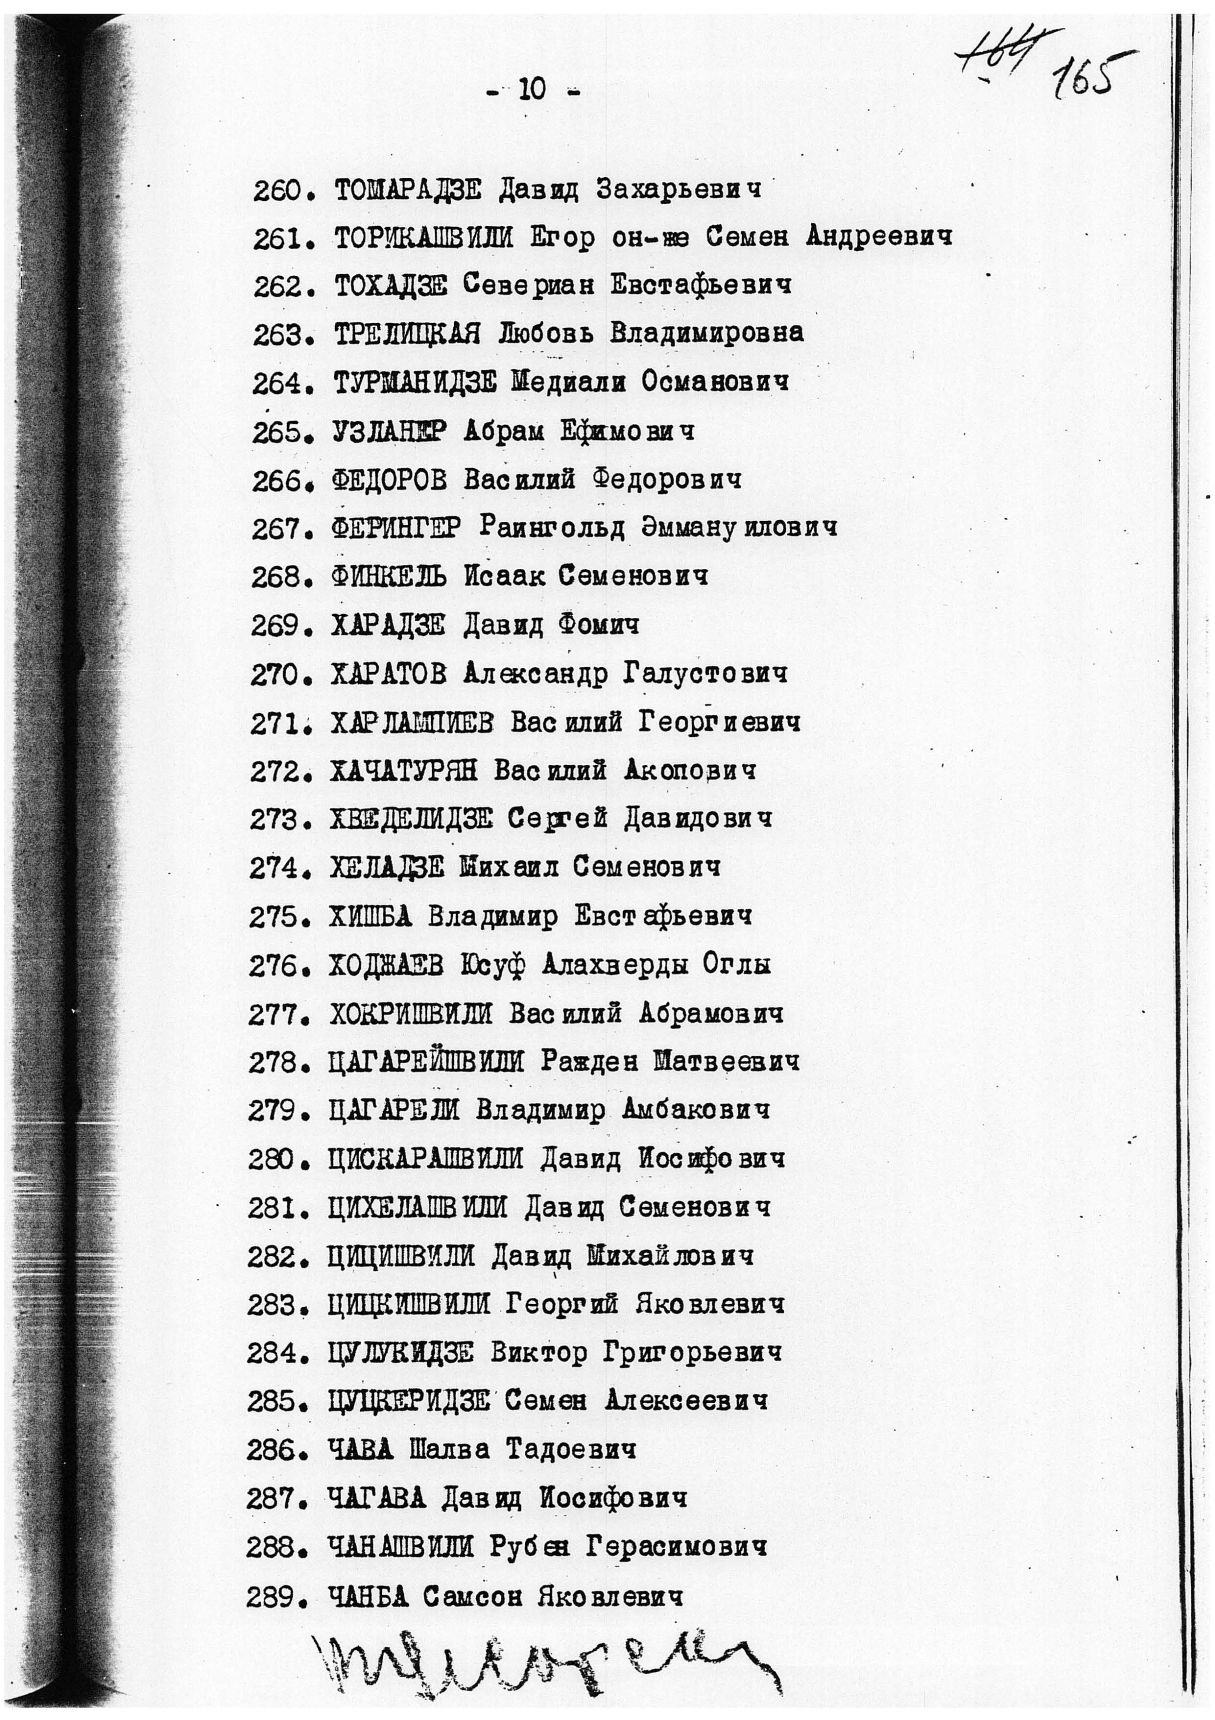 164 165
- 10 -
260. ТОМАРАДЗЕ Давид Захарьевич
261. ТОРИКАШВИЛИ Егор он-же Семен Андреевич
262. ТОХАДЗЕ Севериан Евстафьевич
263. ТРЕЛИЦКАЯ Любовь Владимировна
264. ТУРМАНИДЗЕ Медиали Османович
265. УЗЛАНЕР Абрам Ефимович
266. ФЕДОРОВ Василий Федорович
267. ФЕРИНГЕР Раингольд Эммануилович
268. ФИНКЕЛЬ Исаак Семенович
269. ХАРАДЗЕ Давид Фомич
270. ХАРАТОВ Александр Галустович
271. ХАРЛАМПИЕВ Василий Георгиевич
272. ХАЧАТУРЯН Василий Акопович
273. ХВЕДЕЛИДЗЕ Сергей Давидович
274. ХЕЛАДЗЕ Михаил Семенович
275. ХИШБА Владимир Евстафьевич
276. ХОДЖАЕВ Юсуф Алахверды Оглы
277. ХОКРИШВИЛИ Василий Абрамович
278. ЦАГАРЕЙШВИЛИ Ражден Матвеевич
279. ЦАГАРЕЛИ Владимир Амбакович
280. ЦИСКАРАШВИЛИ Давид Иосифович
281. ЦИХЕЛАШВИЛИ Давид Семенович
282. ЦИЦИШВИЛИ Давид Михайлович
283. ЦИЦКИШВИЛИ Георгий Яковлевич
284. ЦУЛУКИДЗЕ Виктор Григорьевич
285. ЦУЦКЕРИДЗЕ Семен Алексеевич
286. ЧАВА Шалва Тадоевич
287. ЧАГАВА Давид Иосифович
288. ЧАНАШВИЛИ Рубен Герасимович
289. ЧАНБА Самсон Яковлевич